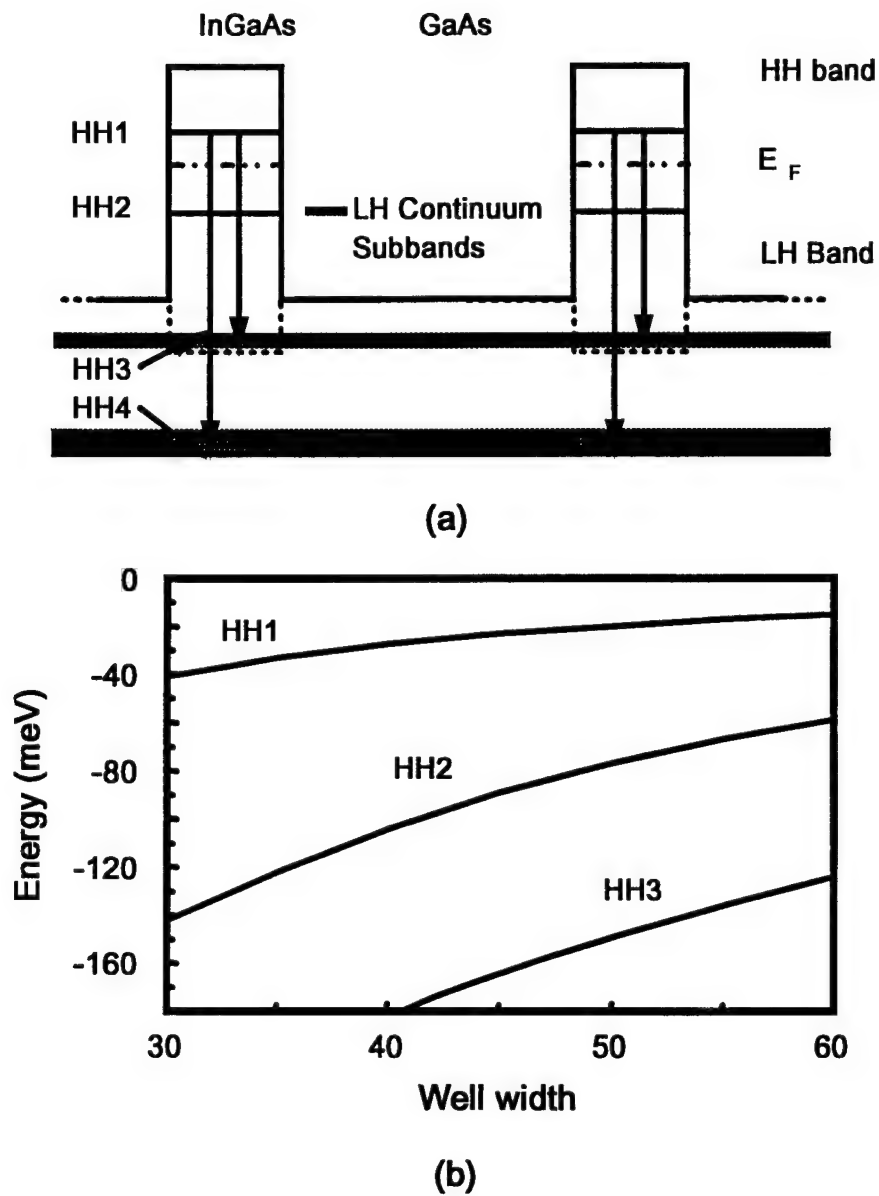 InGaAs GaAs
HH band
HH1
E F
HH2
LH Continuum
Subbands
LH Band
HH3
HH4
(a)
0
-40
-80
-120
-160
Energy (meV)
HH1
HH2
HH3
30 40 50 60
Well width
(b)